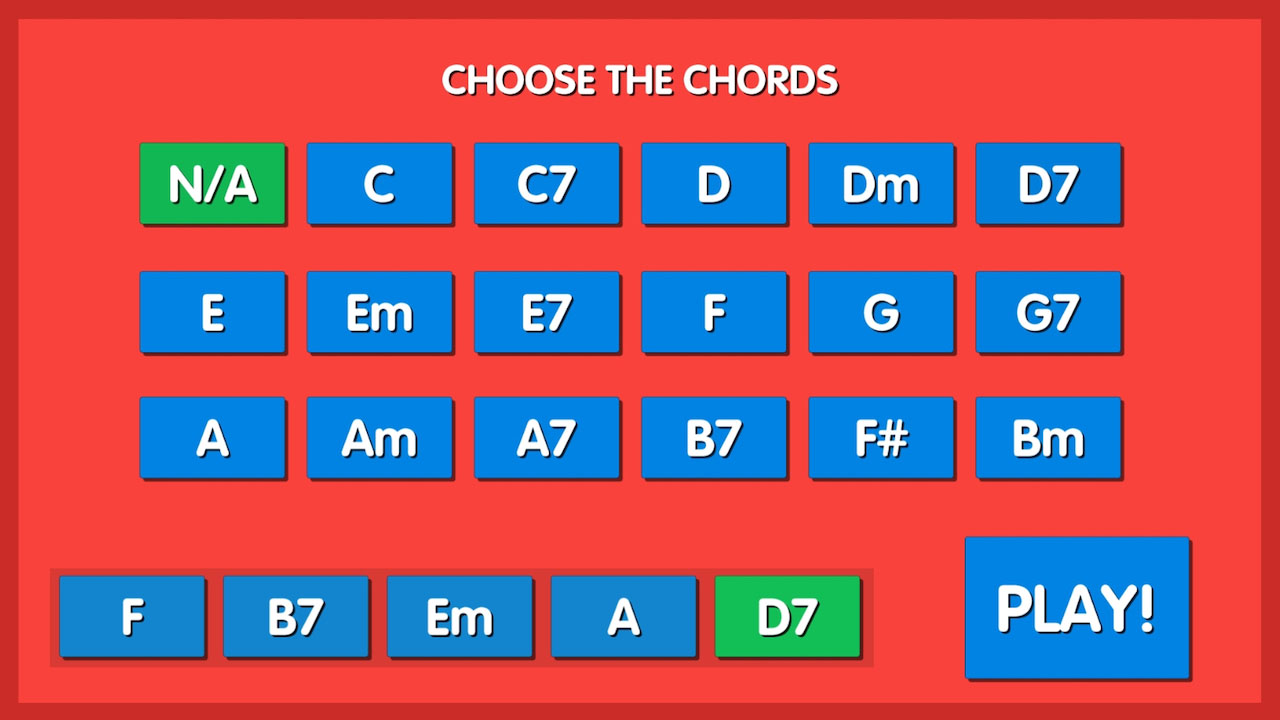 CHOOSE THE CHORDS
N/A C C7 D Dm D7
E Em E7 F G G7
A Am A7 B7 F# Bm
F B7 Em A D7 PLAY!